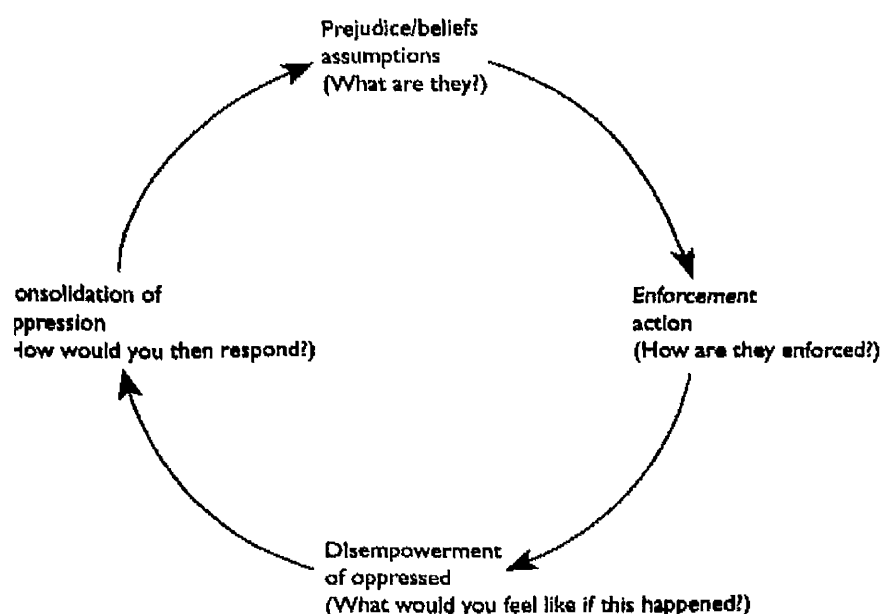 Prejudice/beliefs
assumptions
(What are they?)
Enforcement
action
(How are they enforced?)
onsolidation of
ppression
How would you then respond?)
Disempowerment
of oppressed
(What would you feel like if this happened?)